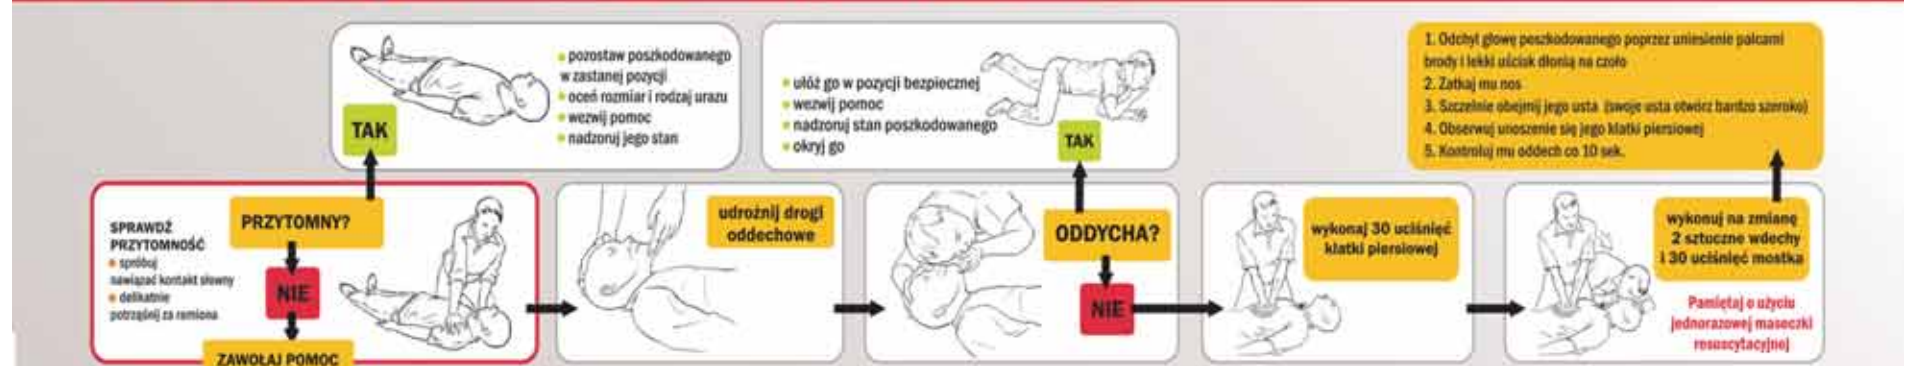 SPRAWDŹ
PRZYTOMNOŚĆ
spróbuj
nawiązać kontakt słowny
delikatnie
potrząśnij za ramiona
PRZYTOMNY?
NIE
ZAWOŁAJ POMOC
TAK
pozostaw poszkodowanego
w zastanej pozycji
oceń rozmiar i rodzaj urazu
wezwij pomoc
nadzoruj jego stan
udrożnij drogi
oddechowe
ODDYCHA?
TAK
ułóż go w pozycji bezpiecznej
wezwij pomoc
nadzoruj stan poszkodowanego
okryj go
NIE
wykonaj 30 uciśnięć
klatki piersiowej
wykonuj na zmianę
2 sztuczne wdechy
i 30 uciśnięć mostka
Pamiętaj o użyciu
jednorazowej maseczki
resuscytacyjnej
1. Odchyl głowę poszkodowanego poprzez uniesienie palcami
brody i lekki uścisk dłonią na czoło
2. Zatkaj mu nos
3. Szczelnie obejmij jego usta (swoje usta otwórz bardzo szeroko)
4. Obserwuj unoszenie się jego klatki piersiowej
5. Kontroluj mu oddech co 10 sek.